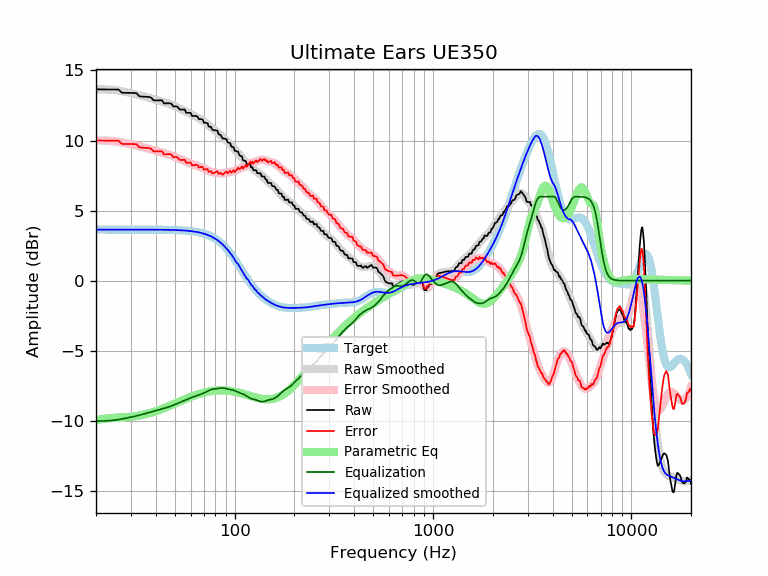 Ultimate Ears UE350
15
10
5
0
−5
−10
−15
Amplitude (dBr)
Target
Raw Smoothed
Error Smoothed
Raw
Error
Parametric Eq
Equalization
Equalized smoothed
100
1000
10000
Frequency (Hz)